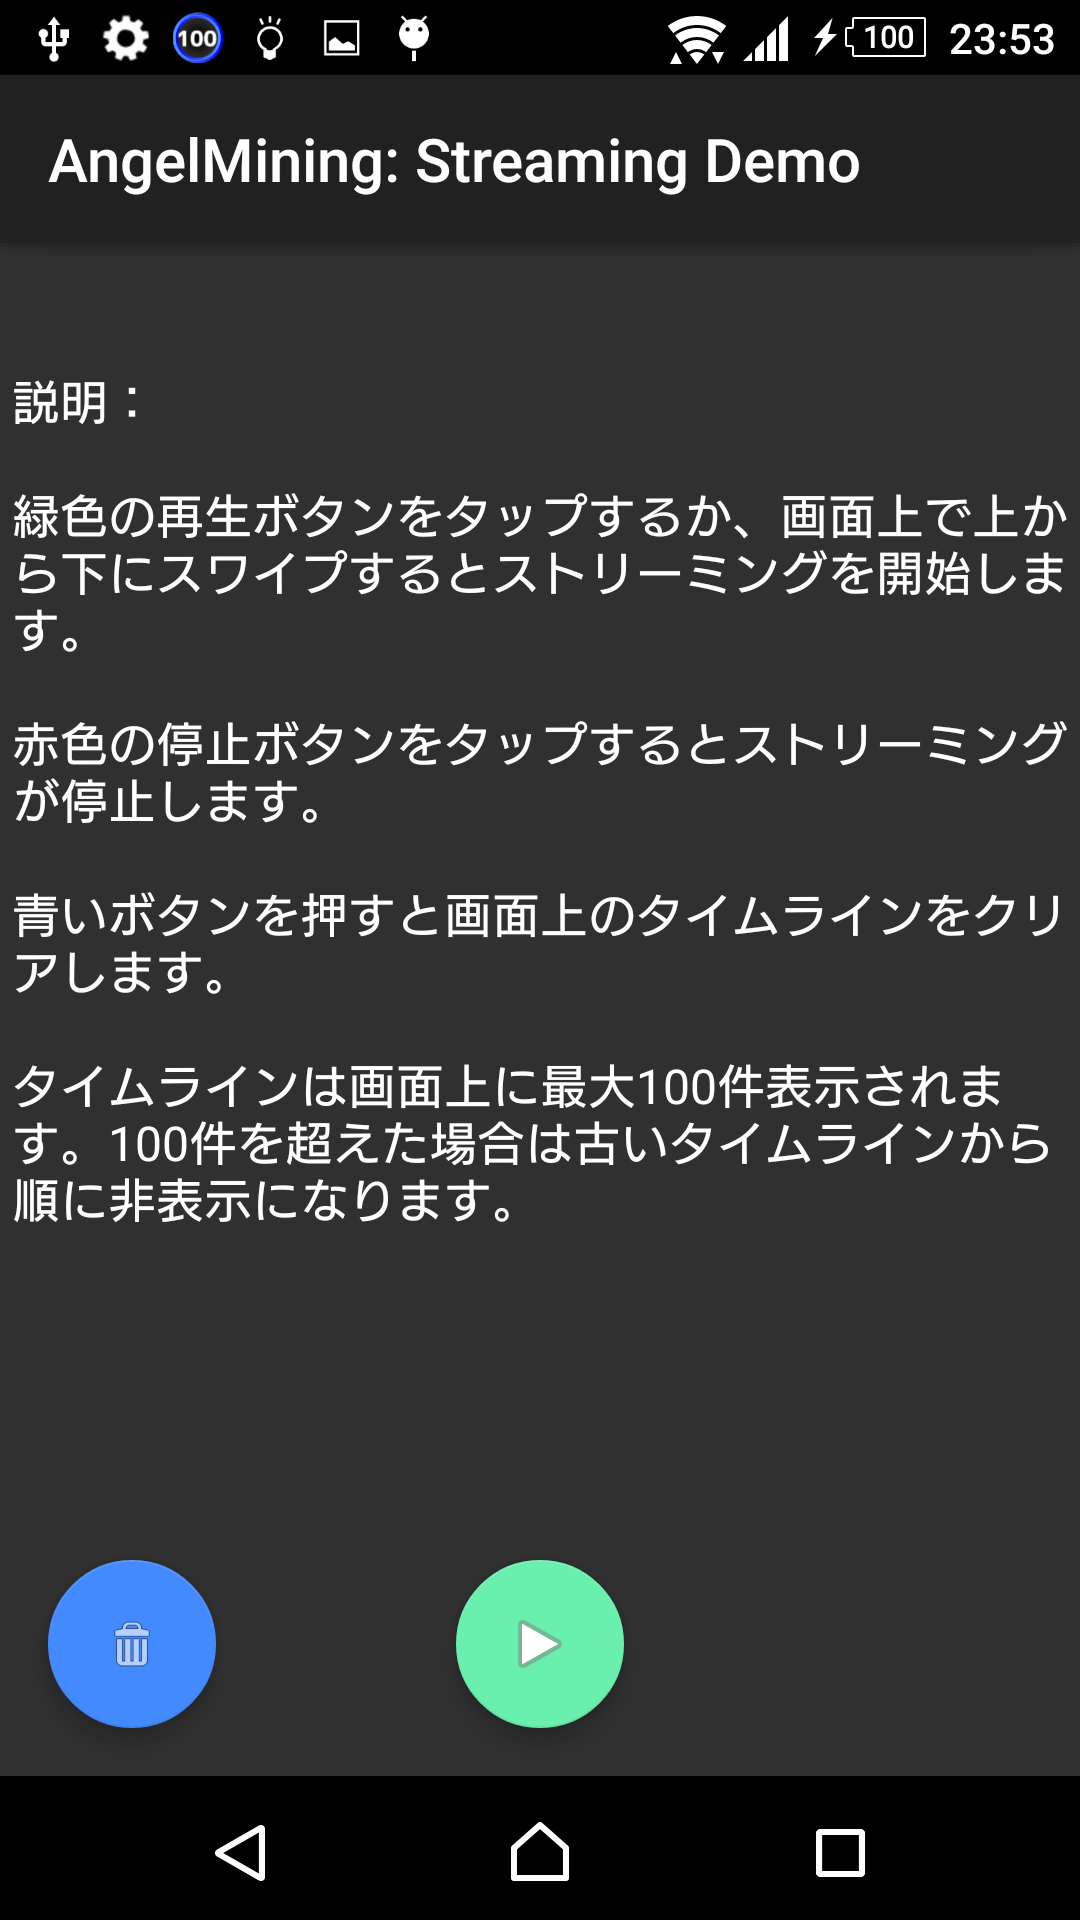 100
100
23:53
AngelMining: Streaming Demo
説明：
緑色の再生ボタンをタップするか、画面上で上か
ら下にスワイプするとストリーミングを開始しま
す。
赤色の停止ボタンをタップするとストリーミング
が停止します。
青いボタンを押すと画面上のタイムラインをクリ
アします。
タイムラインは画面上に最大100件表示されま
す。100件を超えた場合は古いタイムラインから
順に非表示になります。